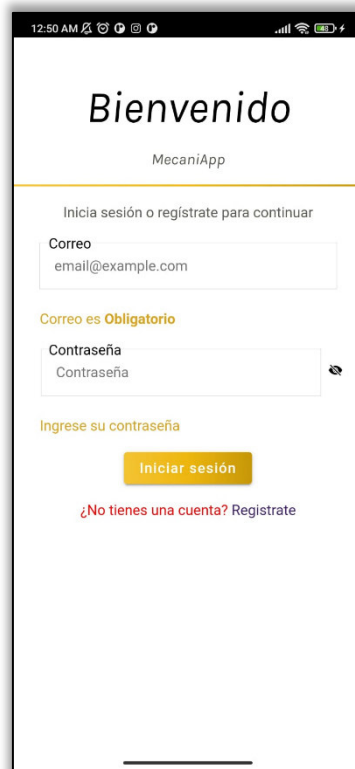 12:50 AM
48
Bienvenido
MecaniApp
Inicia sesión o regístrate para continuar
Correo
email@example.com
Correo es Obligatorio
Contraseña
Contraseña
Ingrese su contraseña
Iniciar sesión
¿No tienes una cuenta? Registrate